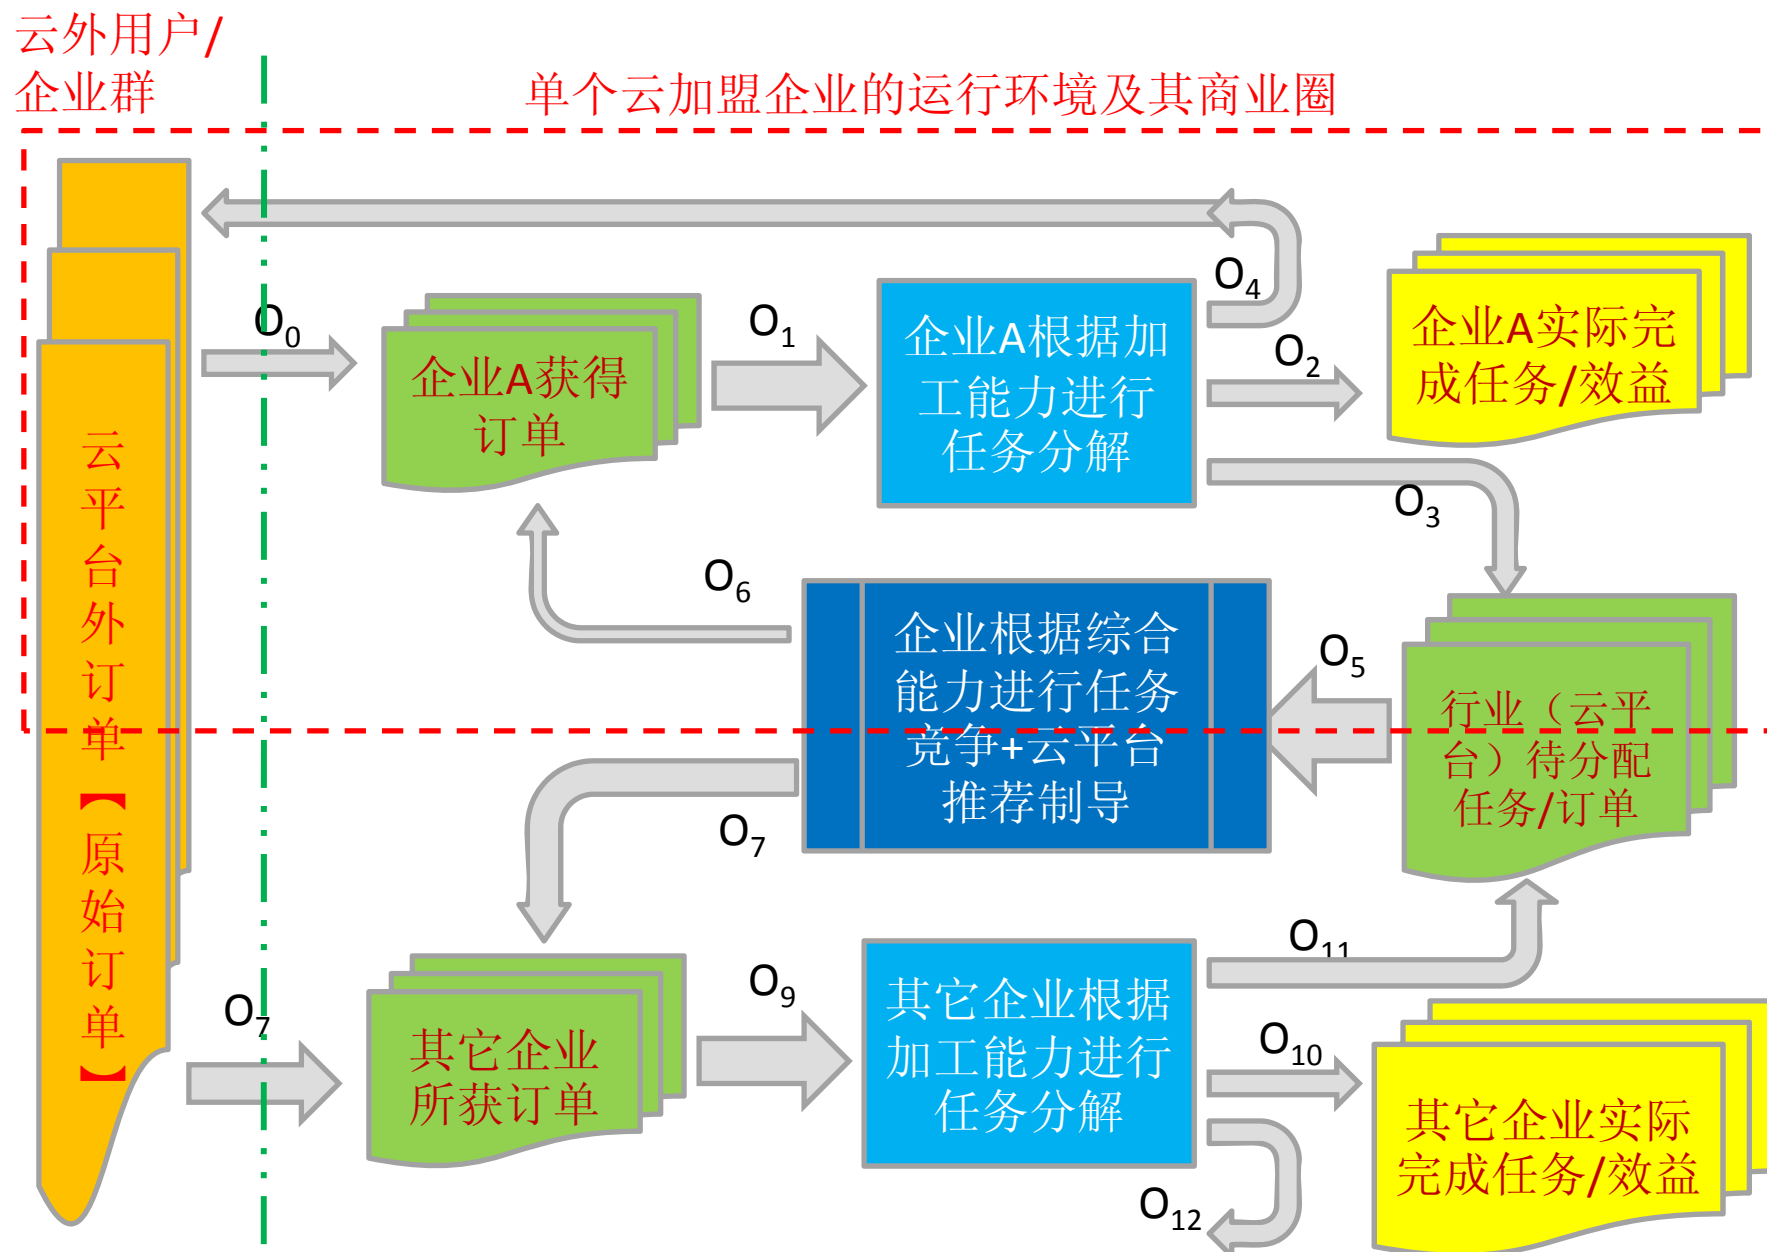 云外用户/
企业群
单个云加盟企业的运行环境及其商业圈
云
平
台
外
订
单
【
原
始
订
单
】
O0
企业A获得
订单
O1
企业A根据加
工能力进行
任务分解
O4
O2
企业A实际完
成任务/效益
O3
O6
企业根据综合
能力进行任务
竞争+云平台
推荐制导
O5
行业（云平
台）待分配
任务/订单
O7
O7
其它企业
所获订单
O9
其它企业根据
加工能力进行
任务分解
O11
O10
其它企业实际
完成任务/效益
O12